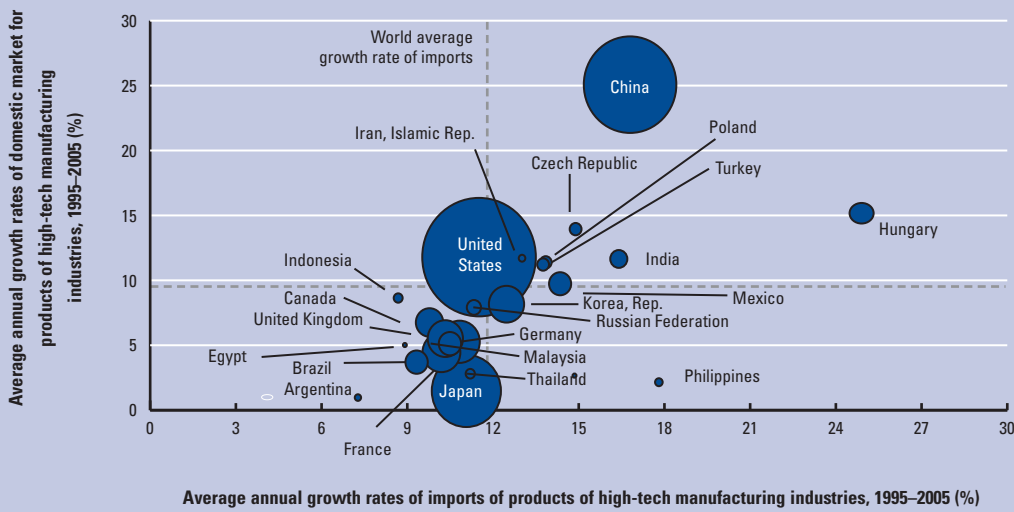 Average annual growth rates of domestic market for
products of high-tech manufacturing
industries, 1995–2005 (%)
30
25
20
15
10
5
0
World average
growth rate of imports
China
Iran, Islamic Rep.
Poland
Czech Republic
Turkey
Hungary
United
States
India
Indonesia
Canada
Mexico
Korea, Rep.
United Kingdom
Russian Federation
Germany
Egypt
Malaysia
Brazil
Thailand
Philippines
Argentina
Japan
France
0 3 6 9 12 15 18 21 24 27 30
Average annual growth rates of imports of products of high-tech manufacturing industries, 1995–2005 (%)